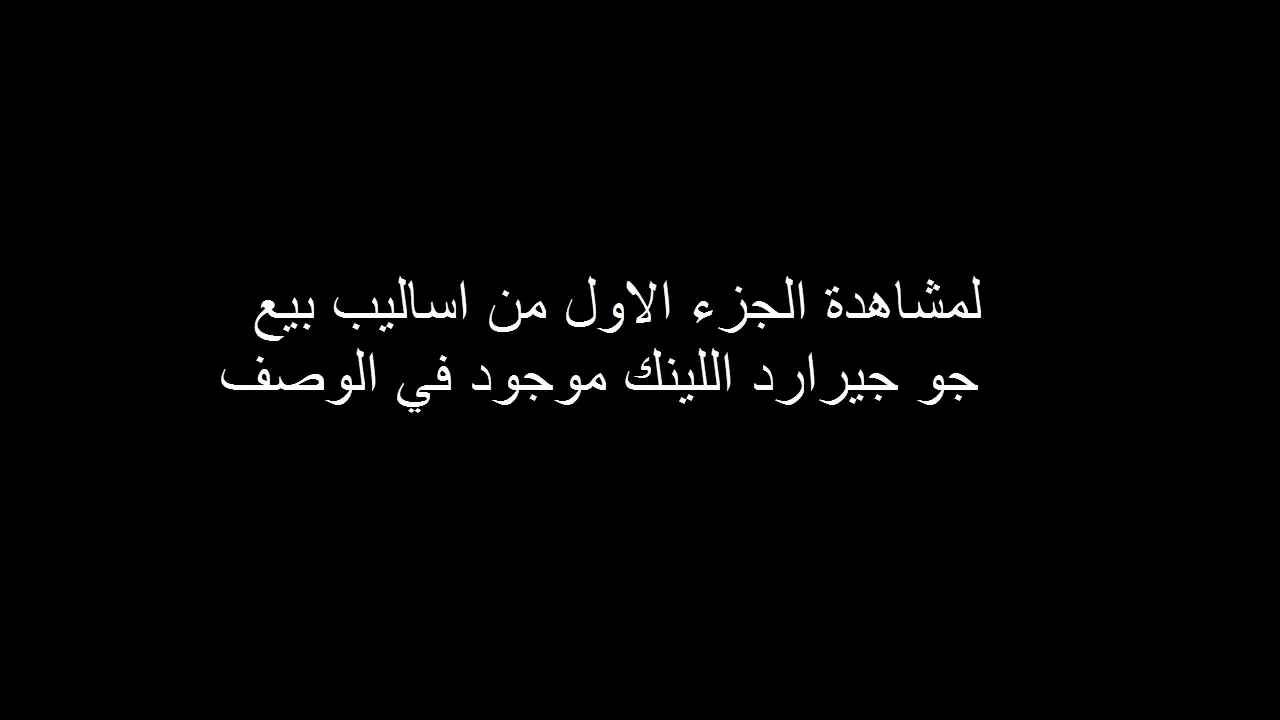 لمشاهدة الجزء الاول من اساليب بيع
جو جيرارد اللينك موجود في الوصف